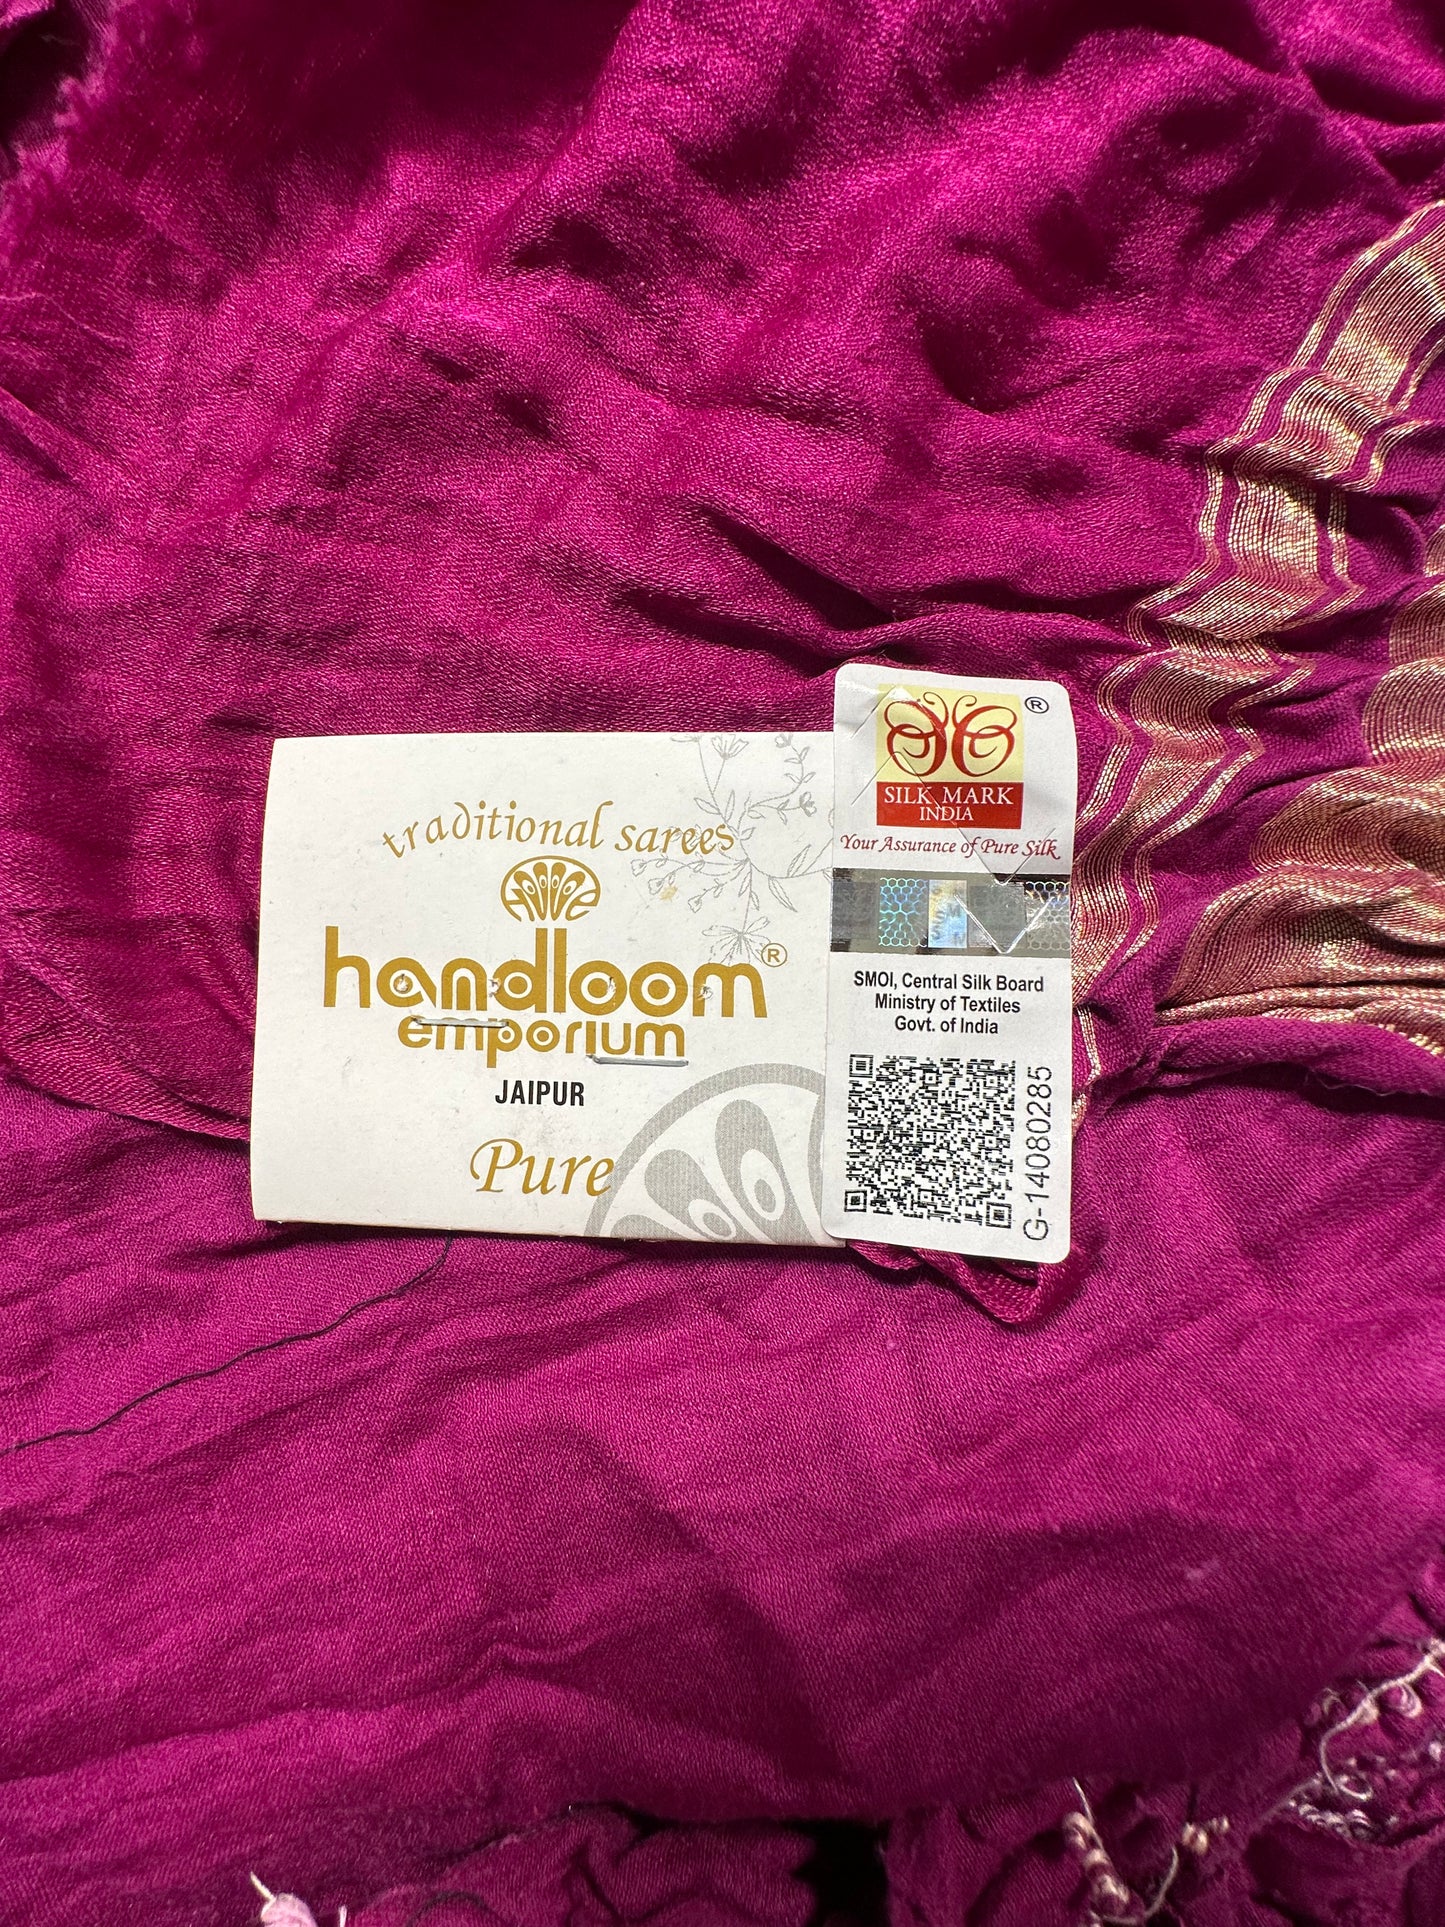 traditional sarees
handloom®
emporium
JAIPUR
Pure
®
SILK MARK
INDIA
Your Assurance of Pure Silk
SMOI, Central Silk Board
Ministry of Textiles
Govt. of India
G-14080285